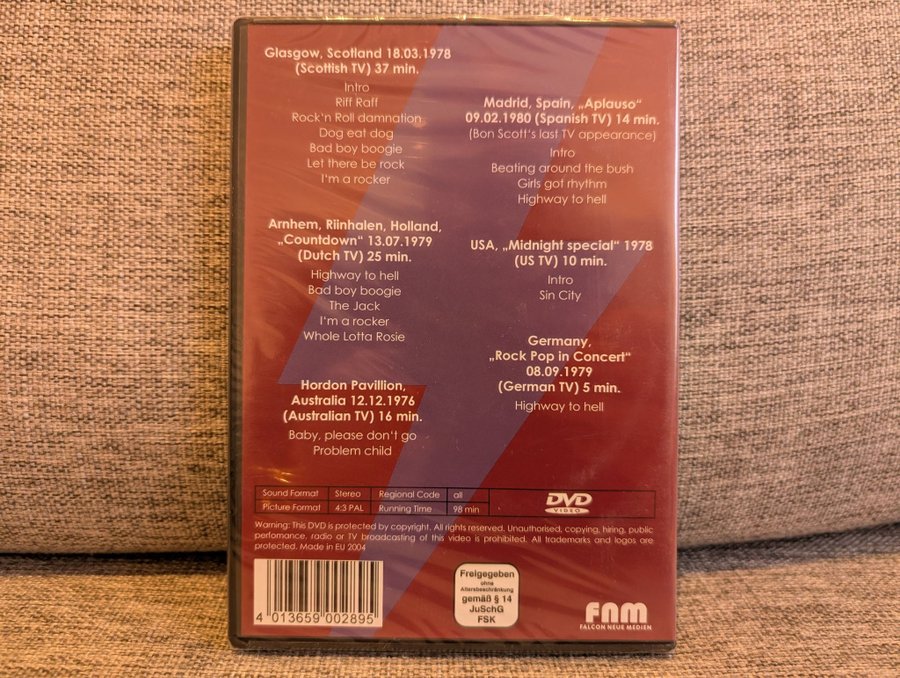 Glasgow, Scotland 18.03.1978
(Scottish TV) 37 min.
Intro
Riff Raff
Rock'n Roll damnation
Dog eat dog
Bad boy boogie
Let there be rock
I'm a rocker
Arnhem, Riinhalen, Holland,
„Countdown“ 13.07.1979
(Dutch TV) 25 min.
Highway to hell
Bad boy boogie
The Jack
I'm a rocker
Whole Lotta Rosie
Hordon Pavillion,
Australia 12.12.1976
(Australian TV) 16 min.
Baby, please don't go
Problem child
Madrid, Spain, „Aplauso“
09.02.1980 (Spanish TV) 14 min.
(Bon Scott's last TV appearance)
Intro
Beating around the bush
Girls got rhythm
Highway to hell
USA, „Midnight special“ 1978
(US TV) 10 min.
Intro
Sin City
Germany,
„Rock Pop in Concert“
08.09.1979
(German TV) 5 min.
Highway to hell
Sound Format Stereo Regional Code all
Picture Format 4:3 PAL Running Time 98 min
DVD
VIDEO
Warning: This DVD is protected by copyright. All rights reserved. Unauthorised, copying, hiring, public
perfomance, radio or TV broadcasting of this video is prohibited. All trademarks and logos are
protected. Made in EU 2004
4 013659 002895
Freigegeben
ohne
Altersbeschränkung
gemäß § 14
JuSchG
FSK
fnm
FALCON NEUE MEDIEN